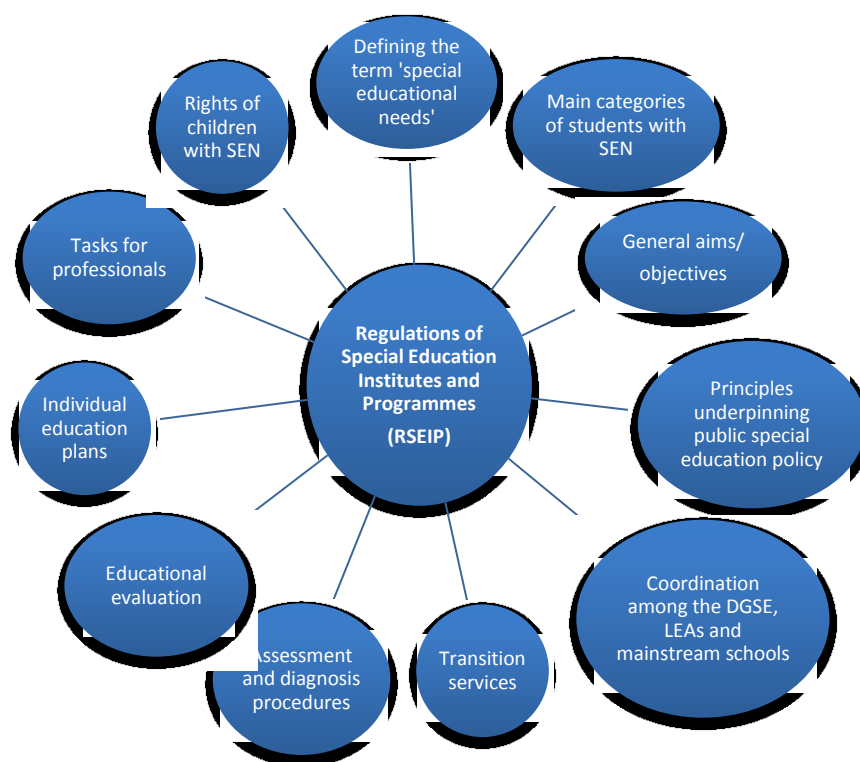 Defining the
term 'special
educational
needs'
Main categories
of students with
SEN
General aims/
objectives
Principles
underpinning
public special
education policy
Coordination
among the DGSE,
LEAs and
mainstream schools
Transition
services
Assessment
and diagnosis
procedures
Educational
evaluation
Individual
education
plans
Tasks for
professionals
Rights of
children
with SEN
Regulations of
Special Education
Institutes and
Programmes
(RSEIP)